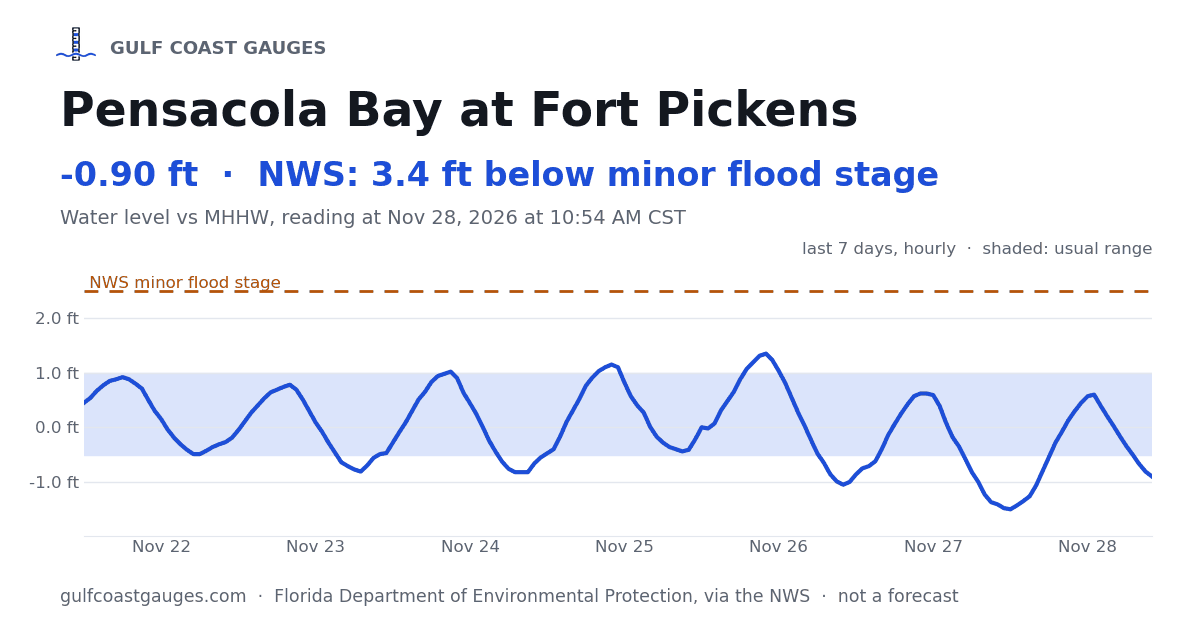 GULF COAST GAUGES
Pensacola Bay at Fort Pickens
-0.90 ft · NWS: 3.4 ft below minor flood stage
Water level vs MHHW, reading at Nov 28, 2026 at 10:54 AM CST
last 7 days, hourly · shaded: usual range
NWS minor flood stage
2.0 ft
1.0 ft
0.0 ft
-1.0 ft
Nov 22 Nov 23 Nov 24 Nov 25 Nov 26 Nov 27 Nov 28
gulfcoastgauges.com · Florida Department of Environmental Protection, via the NWS · not a forecast